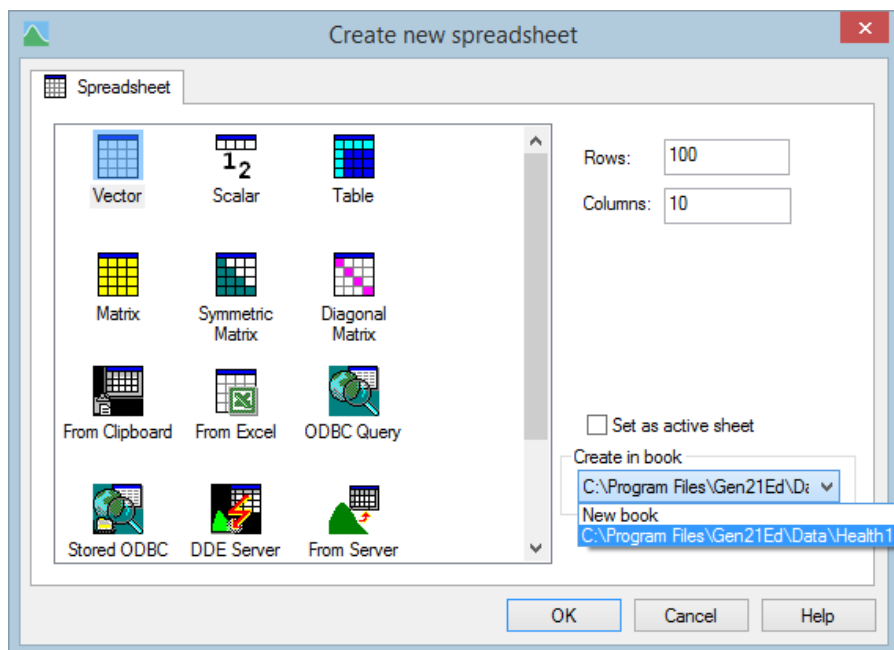 Create new spreadsheet
Spreadsheet
Vector
Scalar
Table
Matrix
Symmetric
Matrix
Diagonal
Matrix
From Clipboard
From Excel
ODBC Query
Stored ODBC
DDE Server
From Server
Rows:
100
Columns:
10
Set as active sheet
Create in book
C:\Program Files\Gen21Ed\Da
New book
C:\Program Files\Gen21Ed\Data\Health1
OK
Cancel
Help